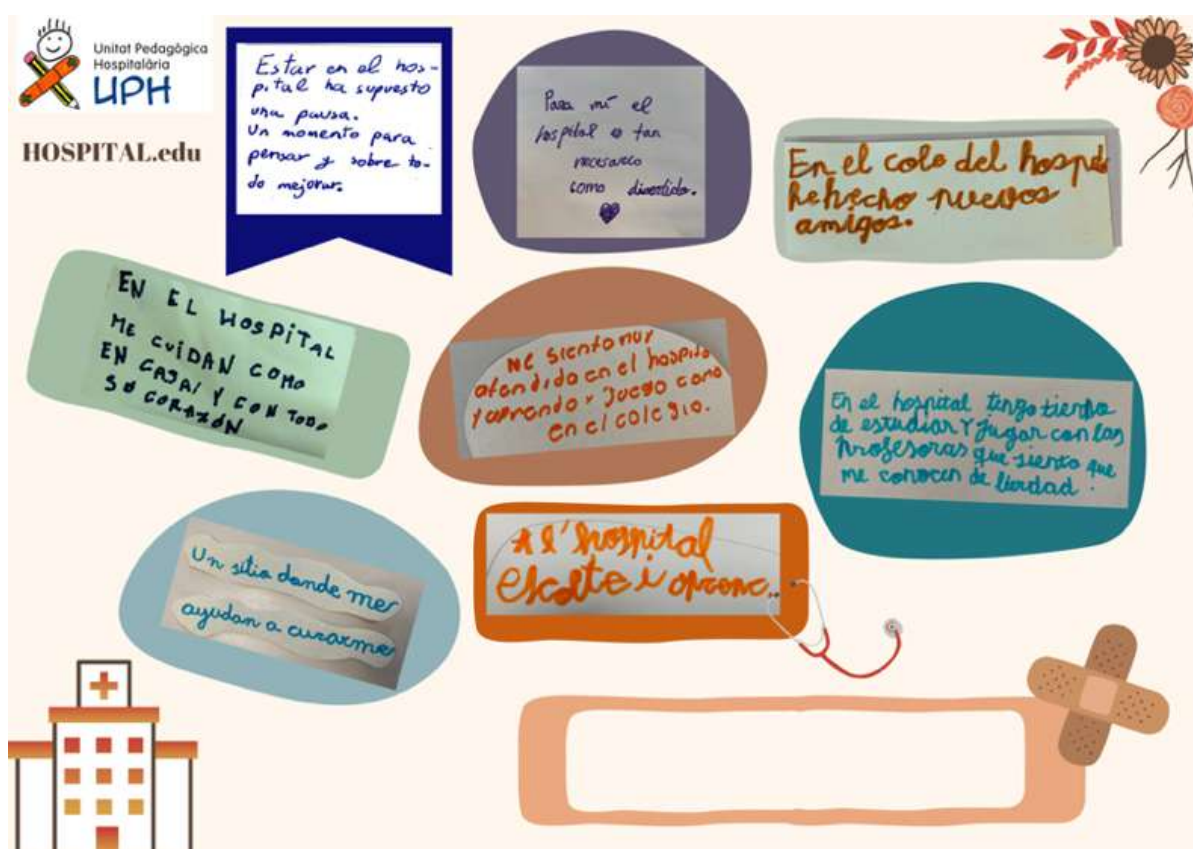 Unitat Pedagògica
Hospitalària
UPH
HOSPITAL.edu
Estar en el hos-
pital ha supuesto
una pausa.
Un momento para
pensar y sobre to-
do mejorar.
Para mí el
hospital es tan
necesario
como divertido.
En el cole del hospi
he hecho nuevos
amigos.
EN EL HOSPITAL
ME CUIDAN COMO
EN CASA! Y CON TODO
SU CORAZÓN
Me siento muy
atendido en el hospita
Y aprendo y juego como
en el colegio.
En el hospital tengo tiempo
de estudiar y jugar con las
profesoras que siento que
me conocen de verdad!
Un sitio donde me
ayudan a curarme
A l'hospital
escolto i aprenc..